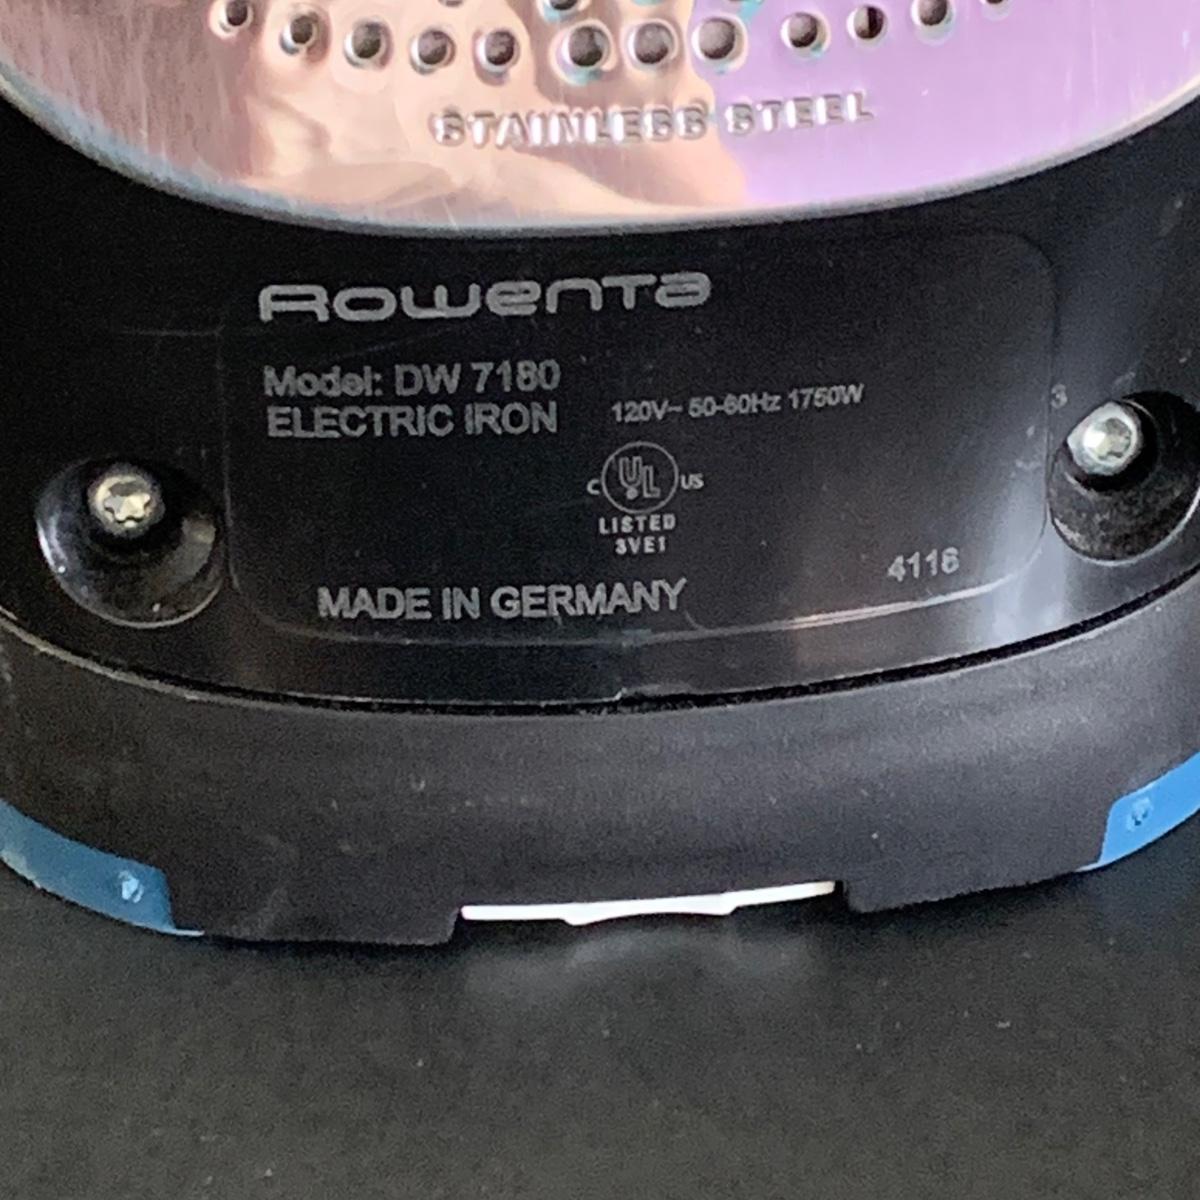 STAINLESS STEEL
ROWENTA
Model: DW 7180
ELECTRIC IRON
120V~ 50-60Hz 1750W
3
C UL US
LISTED
3VE1
4118
MADE IN GERMANY